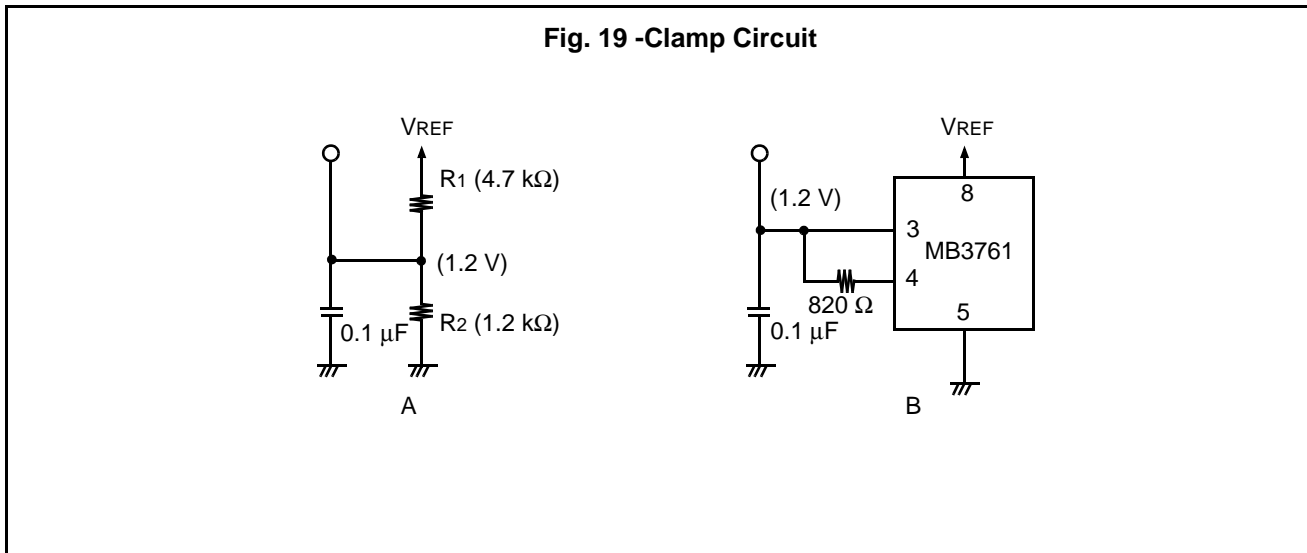 Fig. 19 -Clamp Circuit
VREF
R1 (4.7 kΩ)
(1.2 V)
0.1 μF
R2 (1.2 kΩ)
A
VREF
8
(1.2 V)
3
MB3761
4
820 Ω
5
0.1 μF
B